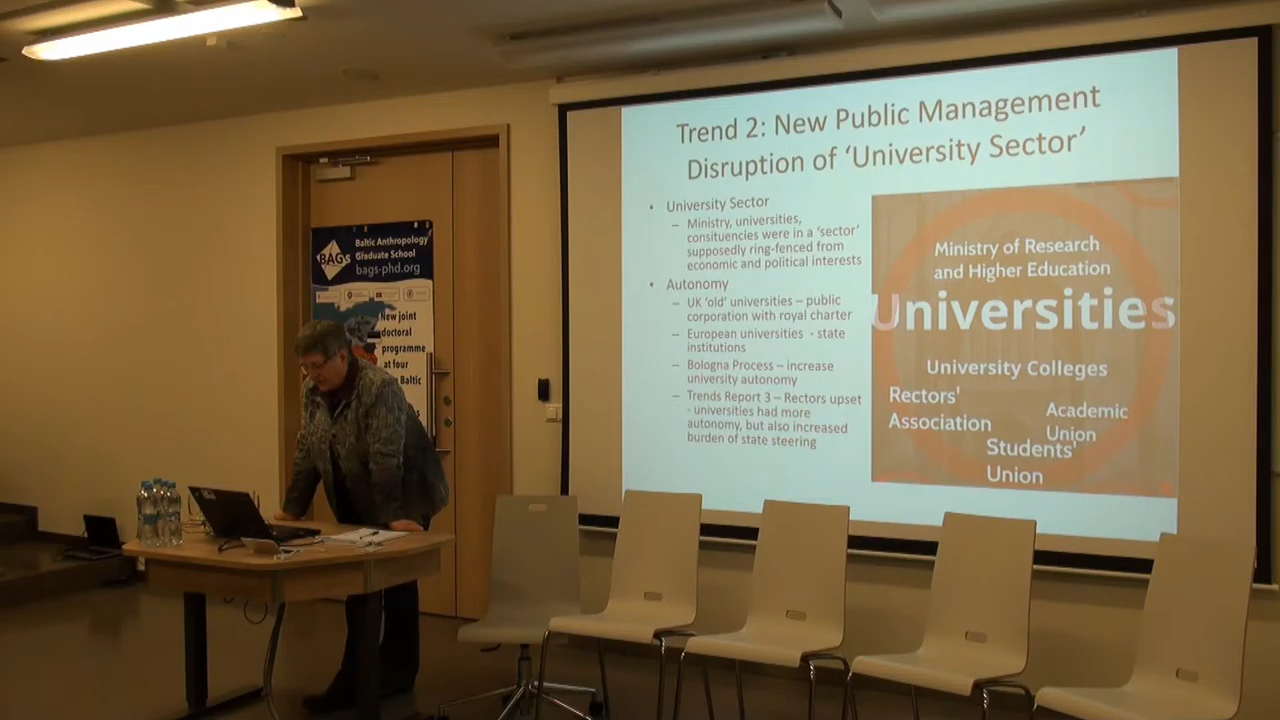 Trend 2: New Public Management
Disruption of ‘University Sector’
• University Sector
– Ministry, universities,
consituencies were in a ‘sector’
supposedly ring-fenced from
economic and political interests
• Autonomy
– UK ‘old’ universities – public
corporation with royal charter
– European universities - state
institutions
– Bologna Process – increase
university autonomy
– Trends Report 3 – Rectors upset
- universities had more
autonomy, but also increased
burden of state steering
Ministry of Research
and Higher Education
Universities
University Colleges
Rectors'
Association
Academic
Union
Students'
Union
BAGs
Baltic Anthropology
Graduate School
bags-phd.org
New joint
doctoral
programme
at four
Baltic